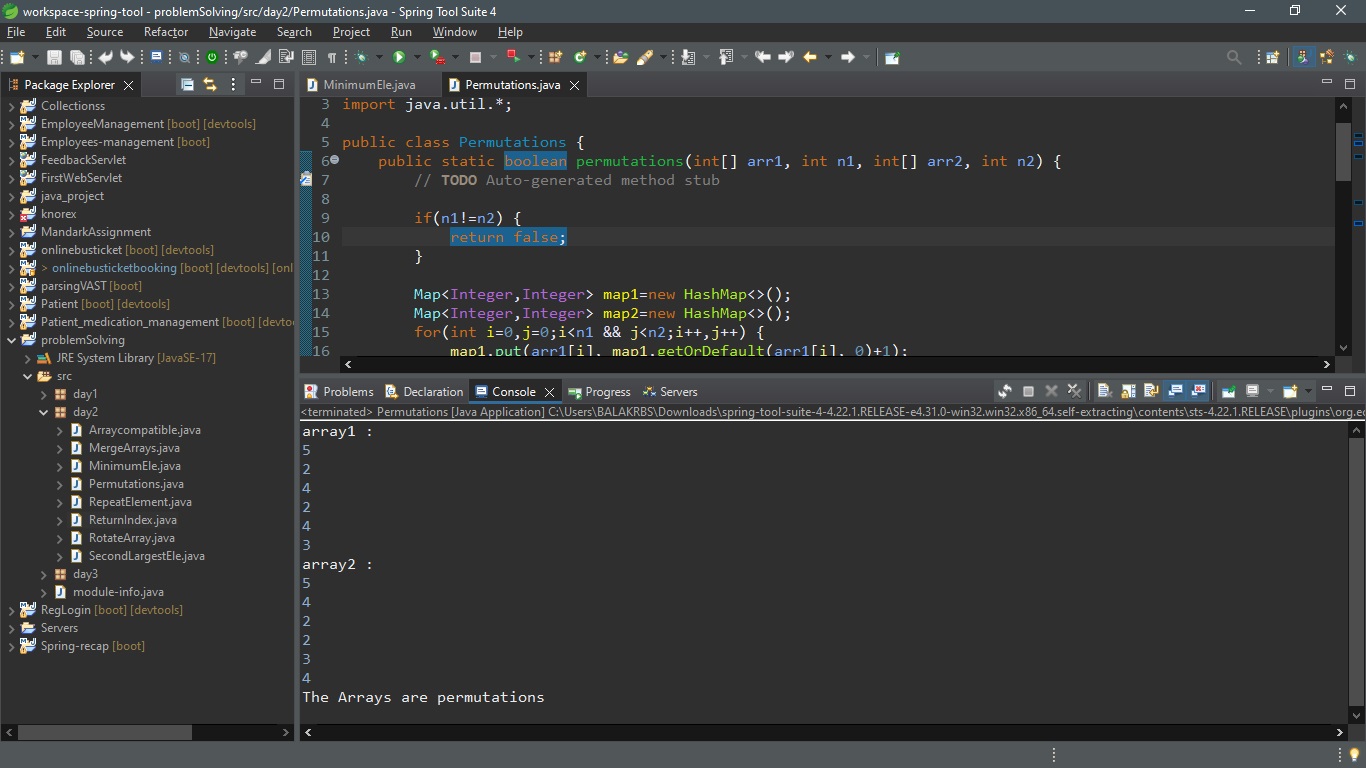 workspace-spring-tool - problemSolving/src/day2/Permutations.java - Spring Tool Suite 4
File Edit Source Refactor Navigate Search Project Run Window Help
Package Explorer
Collectionss
EmployeeManagement [boot] [devtools]
Employees-management [boot]
FeedbackServlet
FirstWebServlet
java_project
knorex
MandarkAssignment
onlinebusticket [boot] [devtools]
> onlinebusticketbooking [boot] [devtools] [onl
parsingVAST [boot]
Patient [boot] [devtools]
Patient_medication_management [boot] [devto
problemSolving
JRE System Library [JavaSE-17]
src
day1
day2
Arraycompatible.java
MergeArrays.java
MinimumEle.java
Permutations.java
RepeatElement.java
ReturnIndex.java
RotateArray.java
SecondLargestEle.java
day3
module-info.java
RegLogin [boot] [devtools]
Servers
Spring-recap [boot]
MinimumEle.java Permutations.java
3 import java.util.*;
4
5 public class Permutations {
6 public static boolean permutations(int[] arr1, int n1, int[] arr2, int n2) {
7 // TODO Auto-generated method stub
8
9 if(n1!=n2) {
10 return false;
11 }
12
13 Map<Integer,Integer> map1=new HashMap<>();
14 Map<Integer,Integer> map2=new HashMap<>();
15 for(int i=0,j=0;i<n1 && j<n2;i++,j++) {
16 map1.put(arr1[i], map1.getOrDefault(arr1[i], 0)+1);
Problems Declaration Console Progress Servers
<terminated> Permutations [Java Application] C:\Users\BALAKRBS\Downloads\spring-tool-suite-4-4.22.1.RELEASE-e4.31.0-win32.win32.x86_64.self-extracting\contents\sts-4.22.1.RELEASE\plugins\org.ec
array1 :
5
2
4
2
4
3
array2 :
5
4
2
2
3
4
The Arrays are permutations